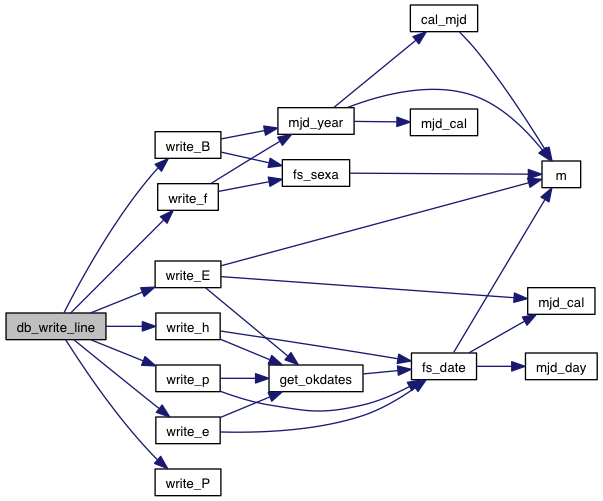 cal_mjd
mjd_year
mjd_cal
write_B
fs_sexa
m
write_f
write_E
mjd_cal
db_write_line
write_h
fs_date
mjd_day
write_p
get_okdates
write_e
write_P